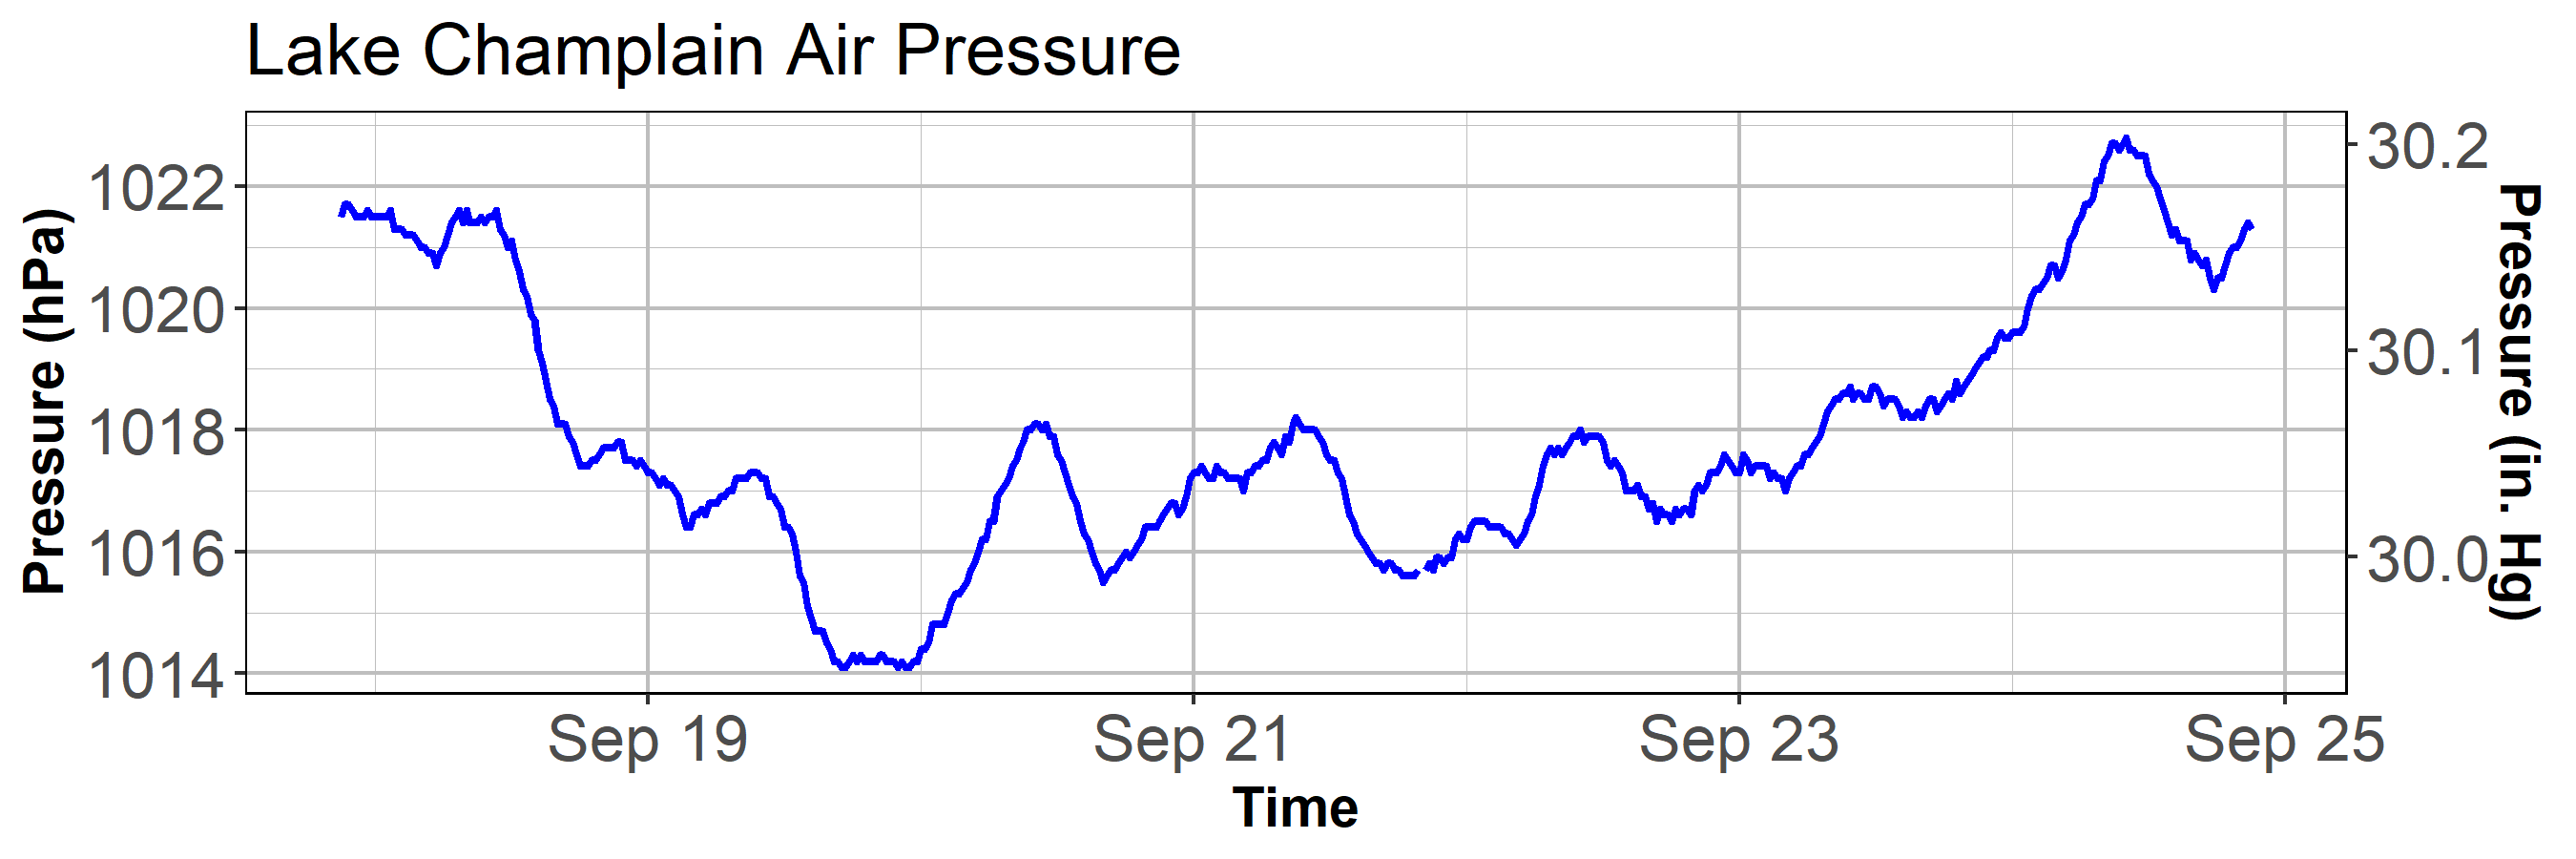 Lake Champlain Air Pressure
Pressure (hPa)
1022
1020
1018
1016
1014
30.2
30.1
30.0
Pressure (in. Hg)
Sep 19
Sep 21
Sep 23
Sep 25
Time